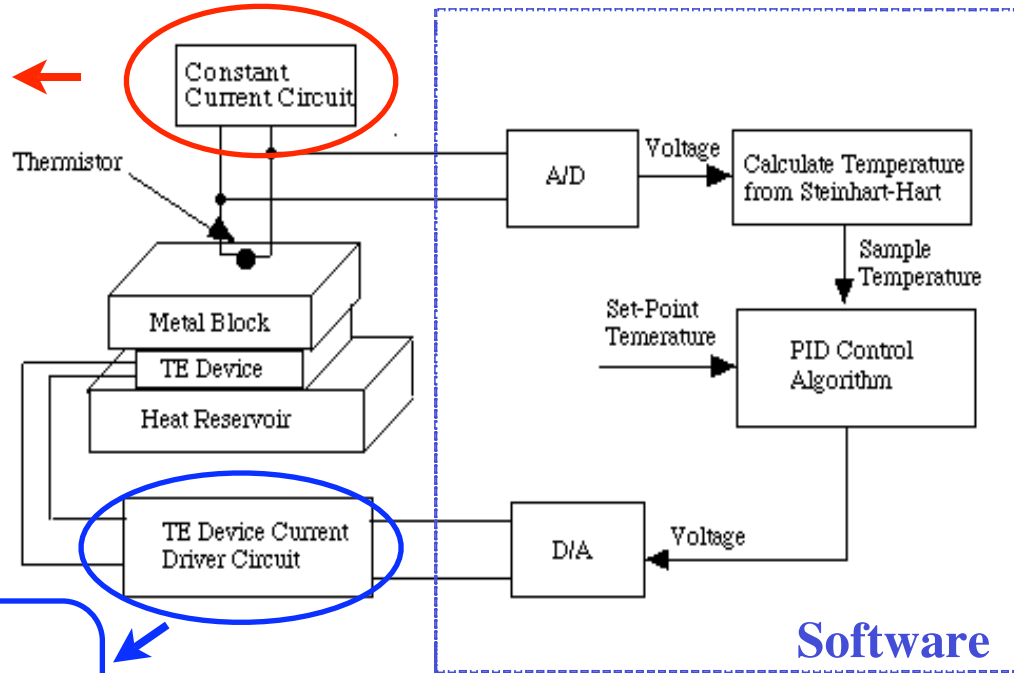 Constant
Current Circuit
Thermistor
A/D
Voltage
Calculate Temperature
from Steinhart-Hart
Sample
Temperature
Metal Block
TE Device
Heat Reservoir
Set-Point
Temerature
PID Control
Algorithm
TE Device Current
Driver Circuit
D/A
Voltage
Software